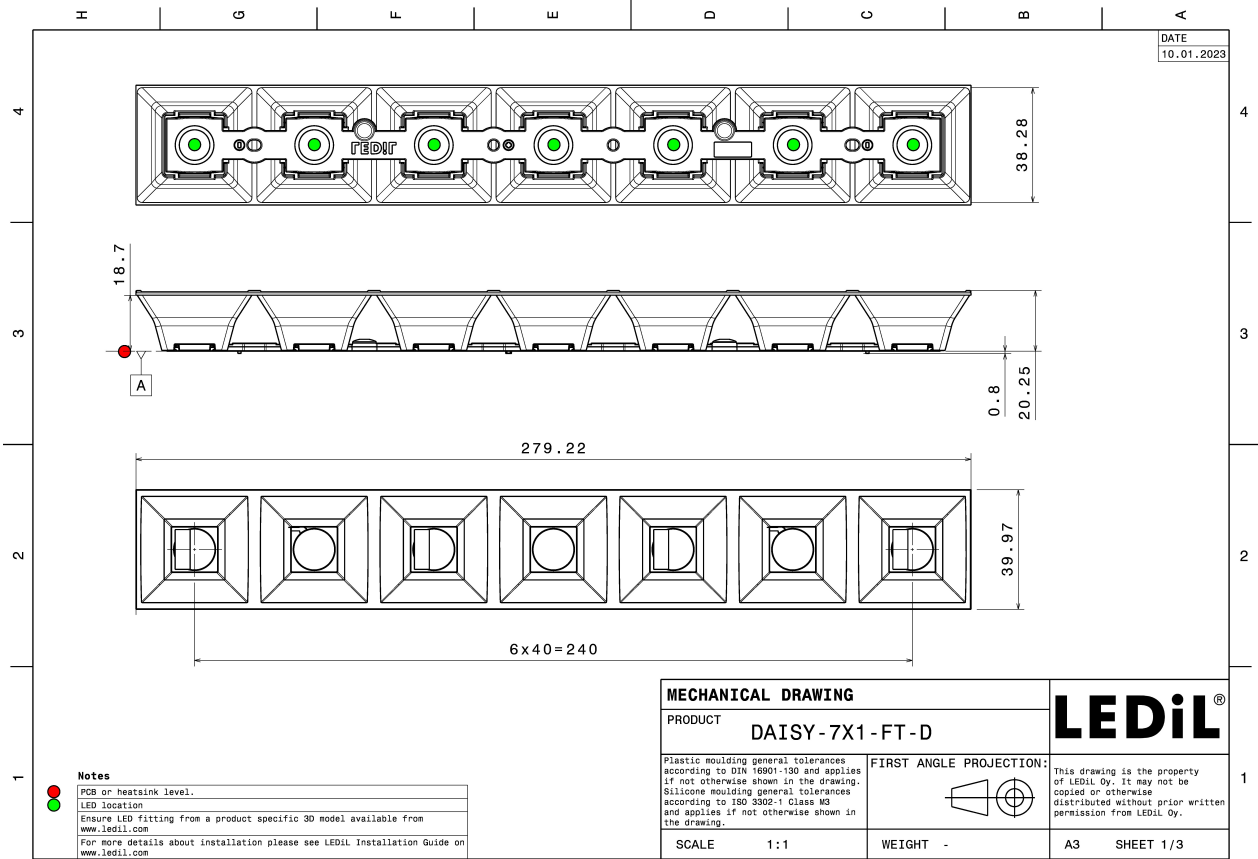 H G F E D C B A
DATE
10.01.2023
4 4
LEDiL
38.28
18.7
3 3
A
0.8
20.25
279.22
2 2
39.97
6x40=240
MECHANICAL DRAWING
PRODUCT
DAISY-7X1-FT-D
LEDiL®
Plastic moulding general tolerances
according to DIN 16901-130 and applies
if not otherwise shown in the drawing.
Silicone moulding general tolerances
according to ISO 3302-1 Class M3
and applies if not otherwise shown in
the drawing.
FIRST ANGLE PROJECTION:
This drawing is the property
of LEDiL Oy. It may not be
copied or otherwise
distributed without prior written
permission from LEDiL Oy.
1 1
Notes
PCB or heatsink level.
LED location
Ensure LED fitting from a product specific 3D model available from
www.ledil.com
For more details about installation please see LEDiL Installation Guide on
www.ledil.com
SCALE 1:1
WEIGHT -
A3 SHEET 1/3